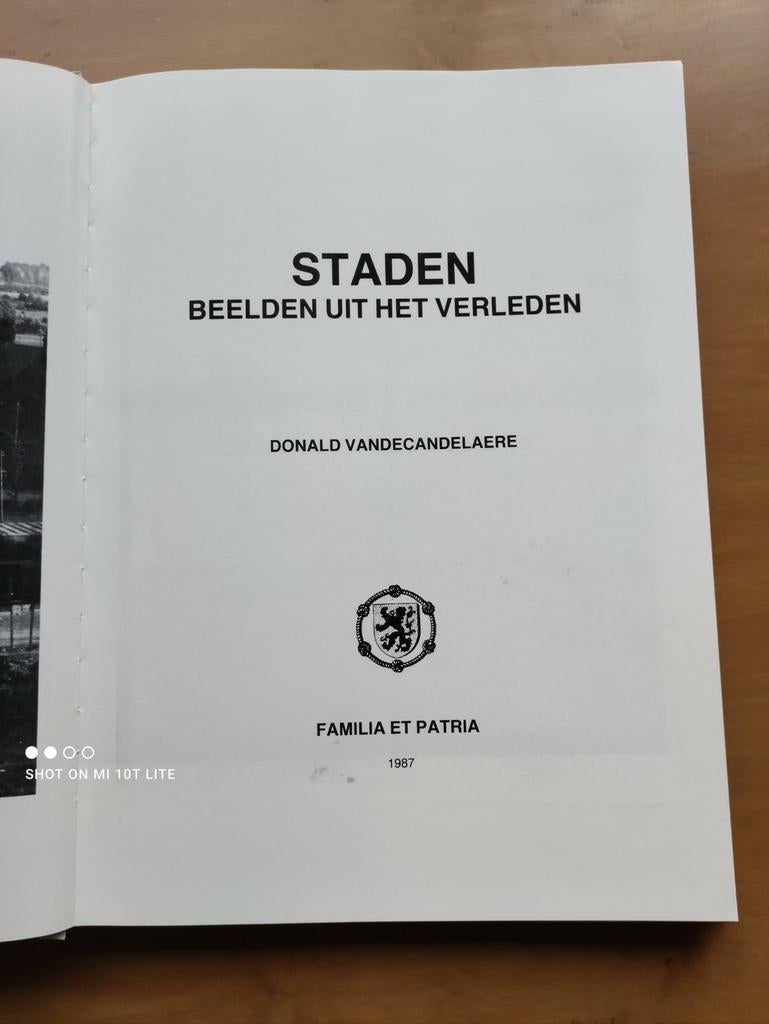 STADEN
BEELDEN UIT HET VERLEDEN
DONALD VANDECANDELAERE
FAMILIA ET PATRIA
1987
SHOT ON MI 10T LITE